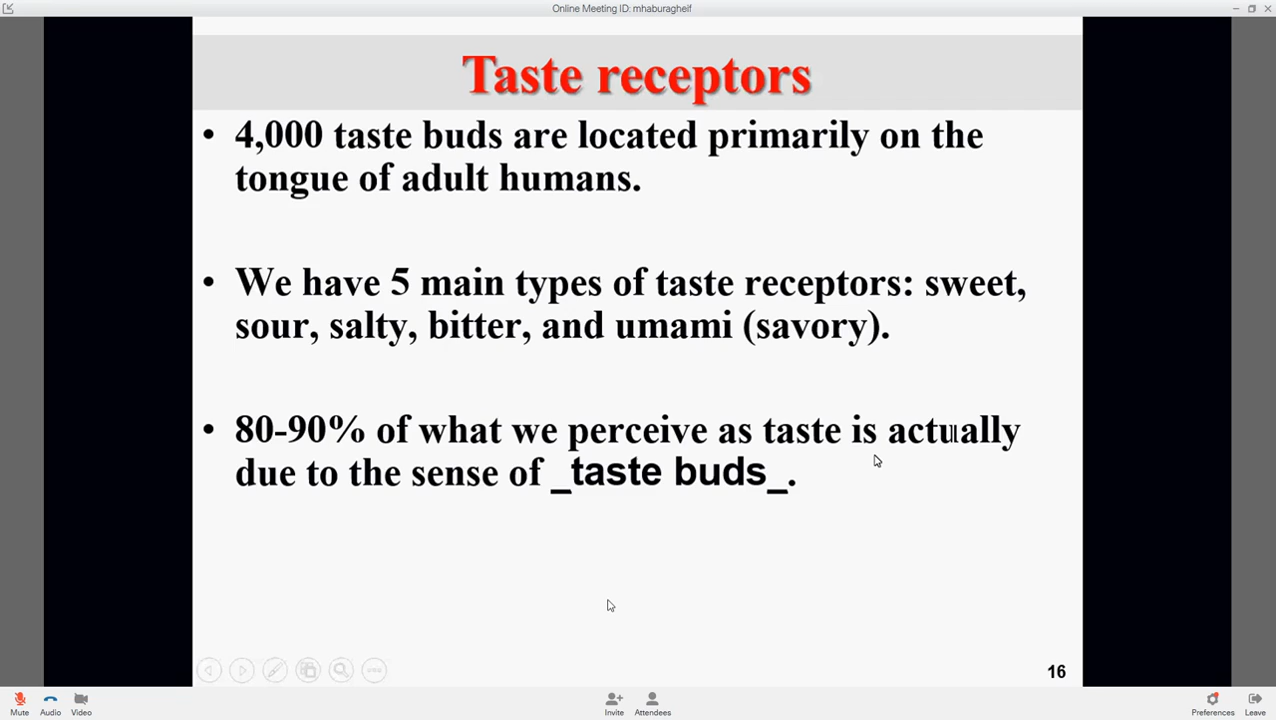 Online Meeting ID: mhaburagheif
Taste receptors
• 4,000 taste buds are located primarily on the
tongue of adult humans.
• We have 5 main types of taste receptors: sweet,
sour, salty, bitter, and umami (savory).
• 80-90% of what we perceive as taste is actually
due to the sense of _taste buds_.
16
Mute Audio Video Invite Attendees Preferences Leave